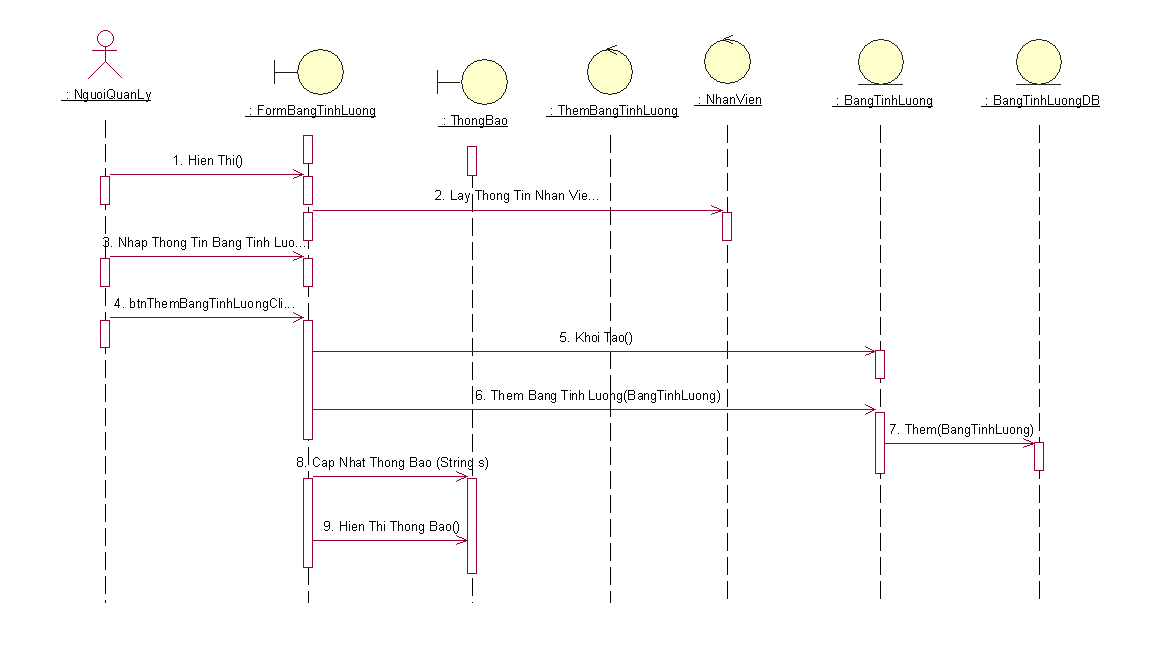 : NguoiQuanLy
: FormBangTinhLuong
: ThongBao
: ThemBangTinhLuong
: NhanVien
: BangTinhLuong
: BangTinhLuongDB
1. Hien Thi()
2. Lay Thong Tin Nhan Vie...
3. Nhap Thong Tin Bang Tinh Luo...
4. btnThemBangTinhLuongCli...
5. Khoi Tao()
6. Them Bang Tinh Luong(BangTinhLuong)
7. Them(BangTinhLuong)
8. Cap Nhat Thong Bao (String s)
9. Hien Thi Thong Bao()